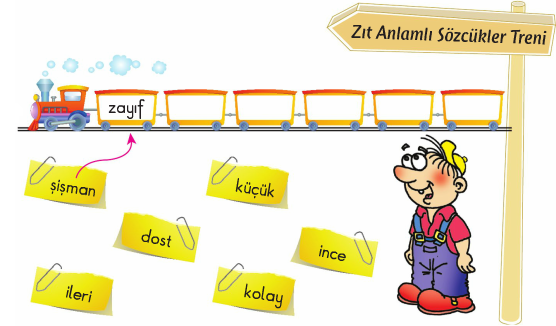 Zıt Anlamlı Sözcükler Treni
zayıf
şişman
küçük
dost
ince
ileri
kolay